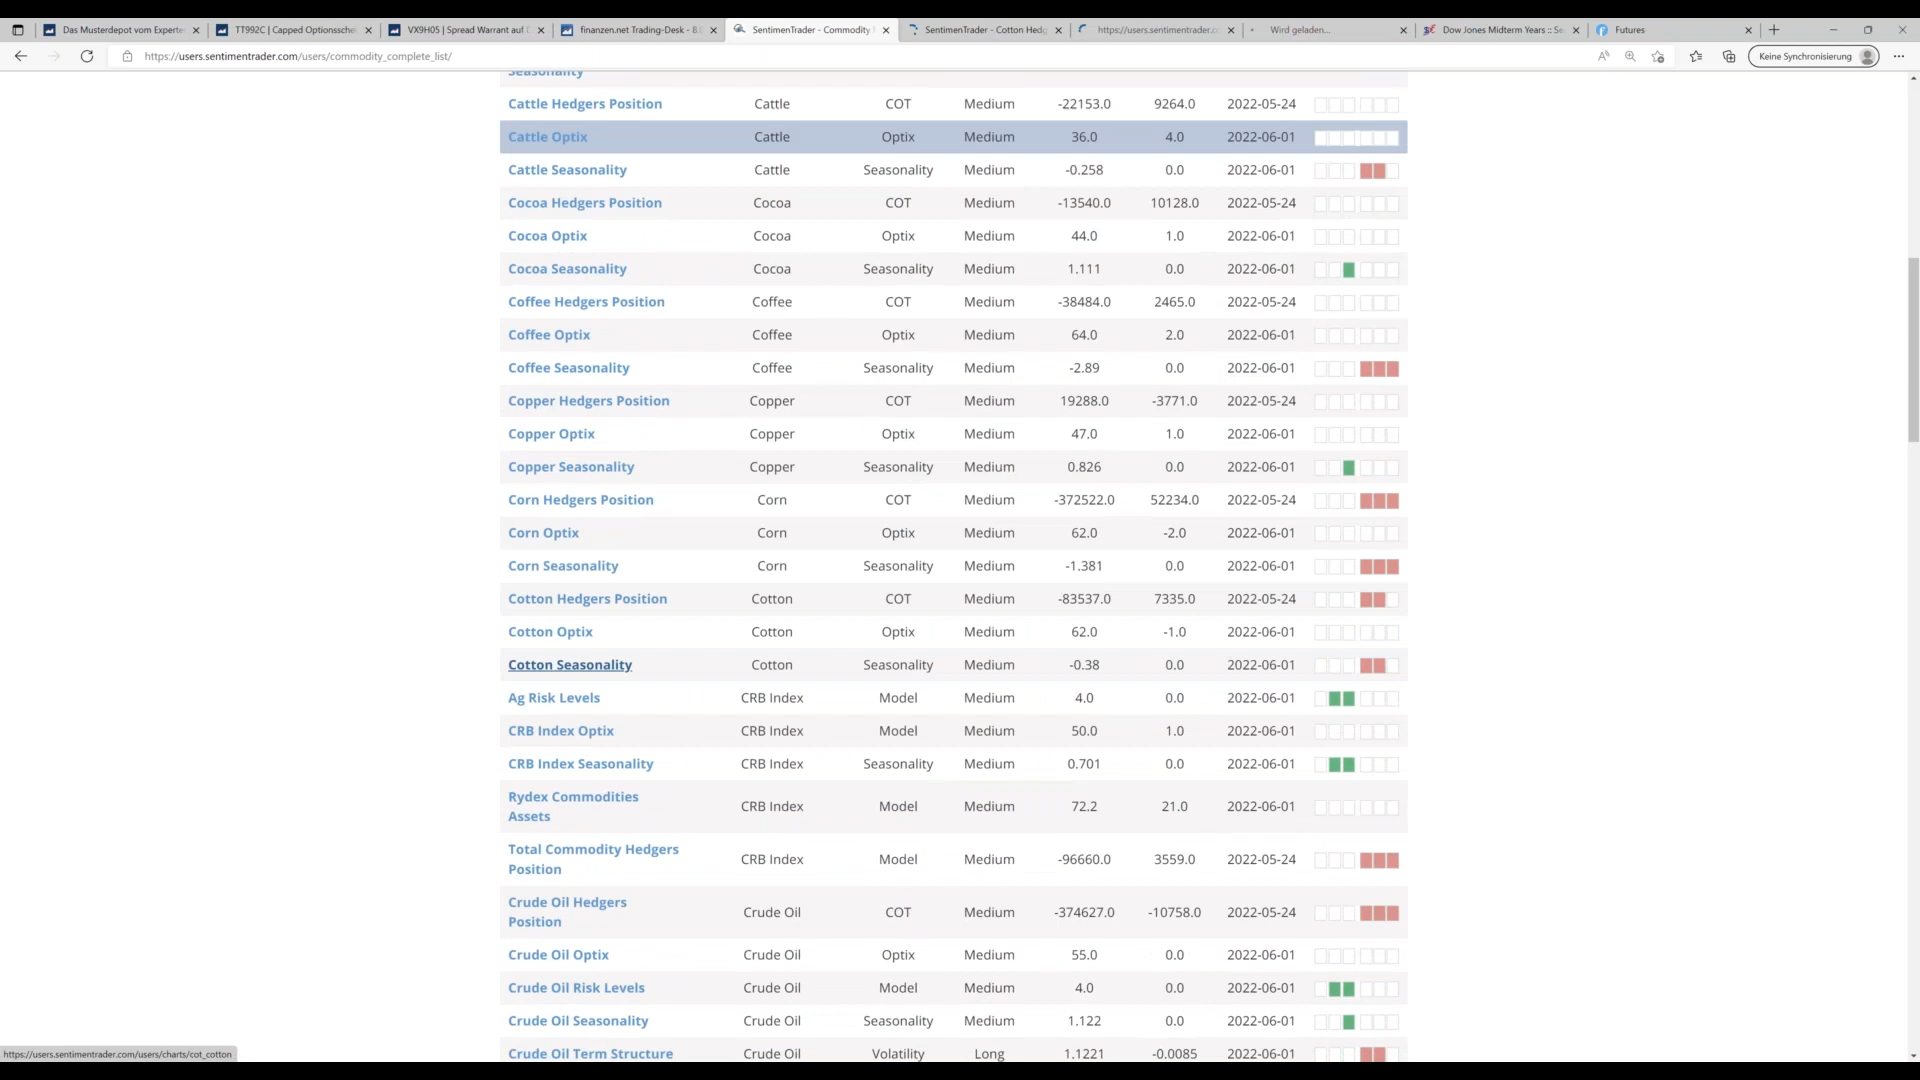 Das Musterdepot vom Experte
TT992C | Capped Optionssche
VX9H05 | Spread Warrant auf
finanzen.net Trading-Desk - 8.
SentimenTrader - Commodity
SentimenTrader - Cotton Hedg
https://users.sentimentrader.c
Wird geladen...
Dow Jones Midterm Years :: Se
Futures
https://users.sentimentrader.com/users/commodity_complete_list/
Keine Synchronisierung
Seasonality
Cattle Hedgers Position Cattle COT Medium -22153.0 9264.0 2022-05-24
Cattle Optix Cattle Optix Medium 36.0 4.0 2022-06-01
Cattle Seasonality Cattle Seasonality Medium -0.258 0.0 2022-06-01
Cocoa Hedgers Position Cocoa COT Medium -13540.0 10128.0 2022-05-24
Cocoa Optix Cocoa Optix Medium 44.0 1.0 2022-06-01
Cocoa Seasonality Cocoa Seasonality Medium 1.111 0.0 2022-06-01
Coffee Hedgers Position Coffee COT Medium -38484.0 2465.0 2022-05-24
Coffee Optix Coffee Optix Medium 64.0 2.0 2022-06-01
Coffee Seasonality Coffee Seasonality Medium -2.89 0.0 2022-06-01
Copper Hedgers Position Copper COT Medium 19288.0 -3771.0 2022-05-24
Copper Optix Copper Optix Medium 47.0 1.0 2022-06-01
Copper Seasonality Copper Seasonality Medium 0.826 0.0 2022-06-01
Corn Hedgers Position Corn COT Medium -372522.0 52234.0 2022-05-24
Corn Optix Corn Optix Medium 62.0 -2.0 2022-06-01
Corn Seasonality Corn Seasonality Medium -1.381 0.0 2022-06-01
Cotton Hedgers Position Cotton COT Medium -83537.0 7335.0 2022-05-24
Cotton Optix Cotton Optix Medium 62.0 -1.0 2022-06-01
Cotton Seasonality Cotton Seasonality Medium -0.38 0.0 2022-06-01
Ag Risk Levels CRB Index Model Medium 4.0 0.0 2022-06-01
CRB Index Optix CRB Index Model Medium 50.0 1.0 2022-06-01
CRB Index Seasonality CRB Index Seasonality Medium 0.701 0.0 2022-06-01
Rydex Commodities
Assets CRB Index Model Medium 72.2 21.0 2022-06-01
Total Commodity Hedgers
Position CRB Index Model Medium -96660.0 3559.0 2022-05-24
Crude Oil Hedgers
Position Crude Oil COT Medium -374627.0 -10758.0 2022-05-24
Crude Oil Optix Crude Oil Optix Medium 55.0 0.0 2022-06-01
Crude Oil Risk Levels Crude Oil Model Medium 4.0 0.0 2022-06-01
Crude Oil Seasonality Crude Oil Seasonality Medium 1.122 0.0 2022-06-01
Crude Oil Term Structure Crude Oil Volatility Long 1.1221 -0.0085 2022-06-01
https://users.sentimentrader.com/users/charts/cot_cotton